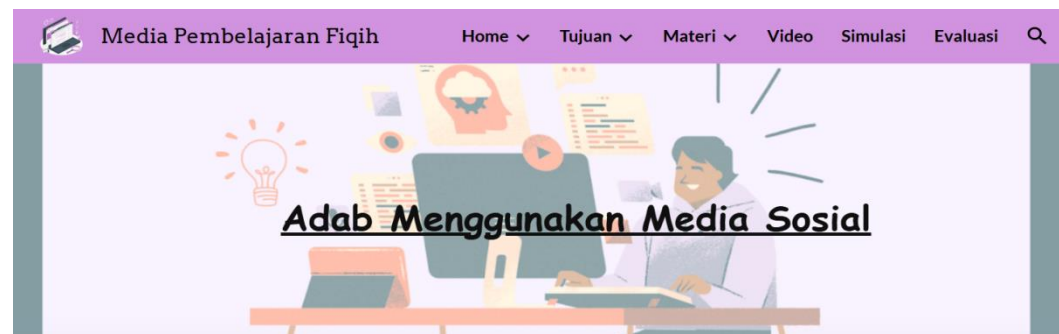 Media Pembelajaran Fiqih
Home Tujuan Materi Video Simulasi Evaluasi
Adab Menggunakan Media Sosial